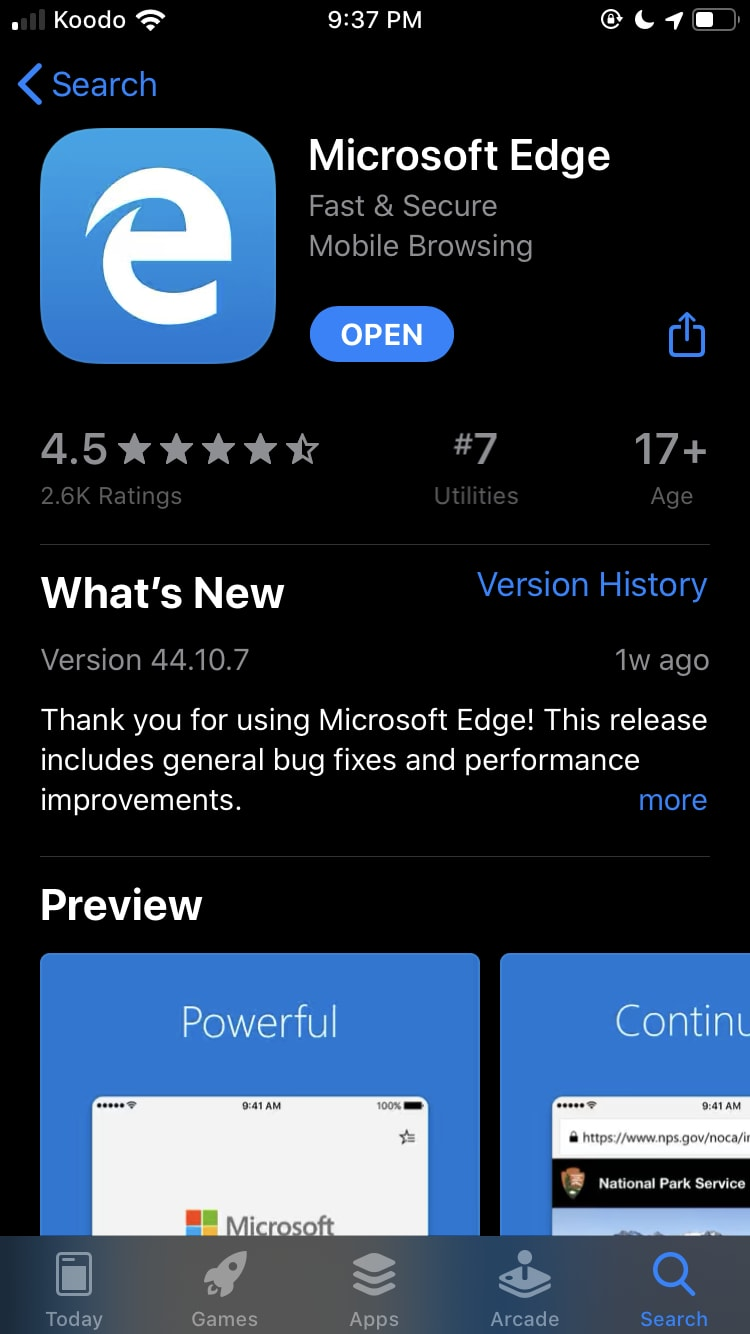 Koodo 9:37 PM
Search
Microsoft Edge
Fast & Secure
Mobile Browsing
OPEN
4.5 #7 17+
2.6K Ratings Utilities Age
What's New Version History
Version 44.10.7 1w ago
Thank you for using Microsoft Edge! This release
includes general bug fixes and performance
improvements. more
Preview
Powerful Continu
9:41 AM 100% 9:41 AM
https://www.nps.gov/noca/in
National Park Service
Microsoft
Today Games Apps Arcade Search